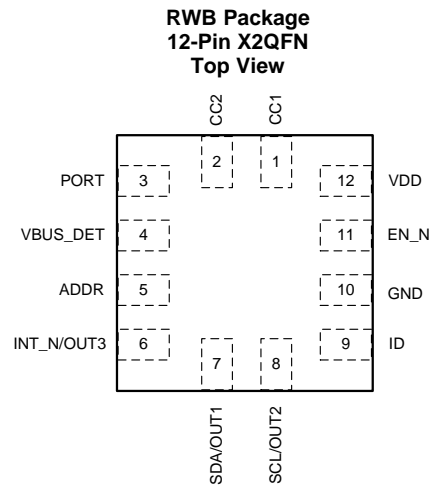 RWB Package
12-Pin X2QFN
Top View
CC2
CC1
2
1
PORT 3
12 VDD
VBUS_DET 4
11 EN_N
ADDR 5
10 GND
INT_N/OUT3 6
9 ID
7
8
SDA/OUT1
SCL/OUT2